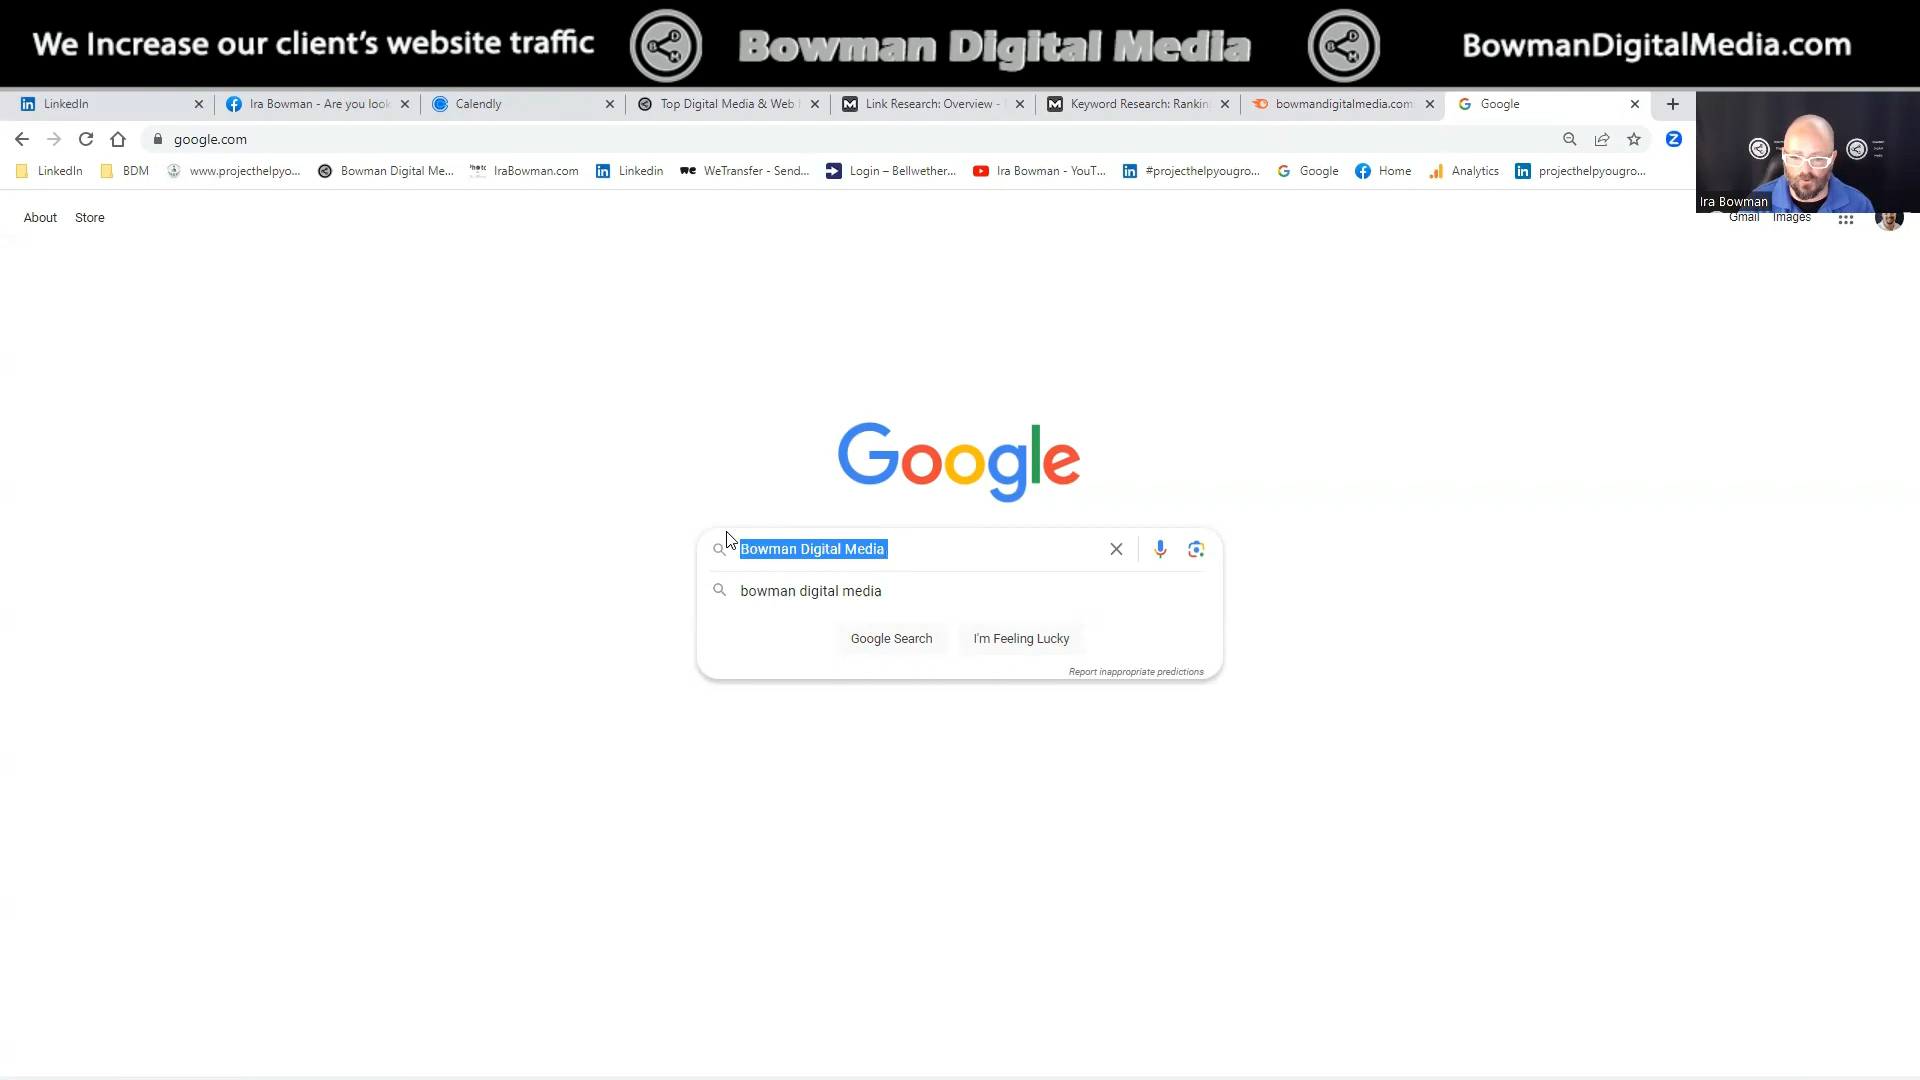 We Increase our client's website traffic
Bowman Digital Media
BowmanDigitalMedia.com
LinkedIn
Ira Bowman - Are you look
Calendly
Top Digital Media & Web
Link Research: Overview -
Keyword Research: Rankin
bowmandigitalmedia.com
Google
google.com
LinkedIn
BDM
www.projecthelpyo...
Bowman Digital Me...
IraBowman.com
Linkedin
WeTransfer - Send...
Login – Bellwether...
Ira Bowman - YouT...
#projecthelpyougro...
Google
Home
Analytics
projecthelpyougro...
Ira Bowman
About
Store
Gmail
Images
Google
Bowman Digital Media
bowman digital media
Google Search
I'm Feeling Lucky
Report inappropriate predictions